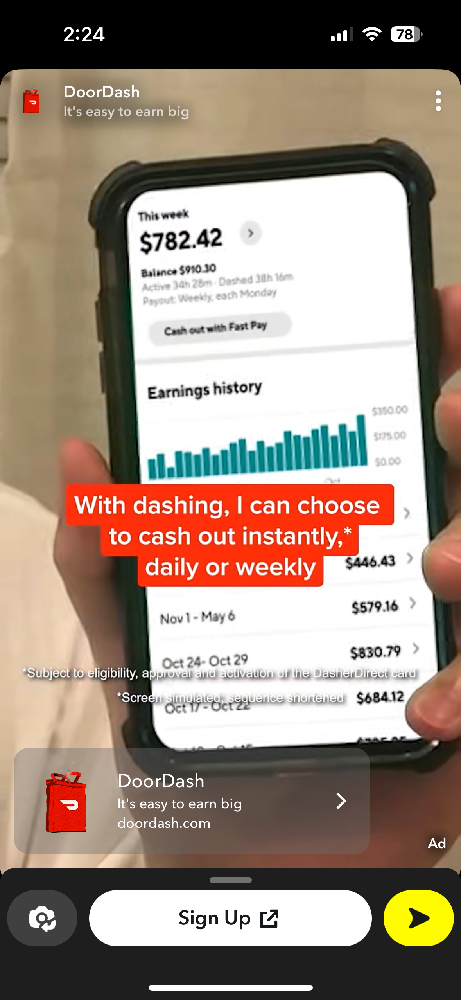 2:24
78
DoorDash
It's easy to earn big
This week
$782.42
Balance $910.30
Active 34h 28m · Dashed 38h 16m
Payout: Weekly, each Monday
Cash out with Fast Pay
Earnings history
$350.00
$175.00
$0.00
Oct
With dashing, I can choose
to cash out instantly,*
daily or weekly
$446.43
Nov 1 - May 6 $579.16
Oct 24- Oct 29 $830.79
*Subject to eligibility, approval and activation of the DasherDirect card
*Screen simulated; sequence shortened
Oct 17 - Oct 22 $684.12
DoorDash
It's easy to earn big
doordash.com
Ad
Sign Up